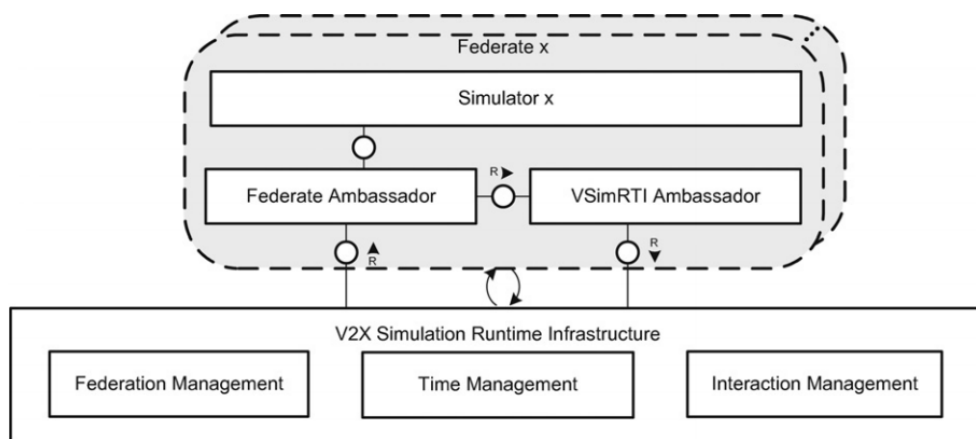 Federate x
Simulator x
R
Federate Ambassador
VSimRTI Ambassador
R
R
V2X Simulation Runtime Infrastructure
Federation Management
Time Management
Interaction Management